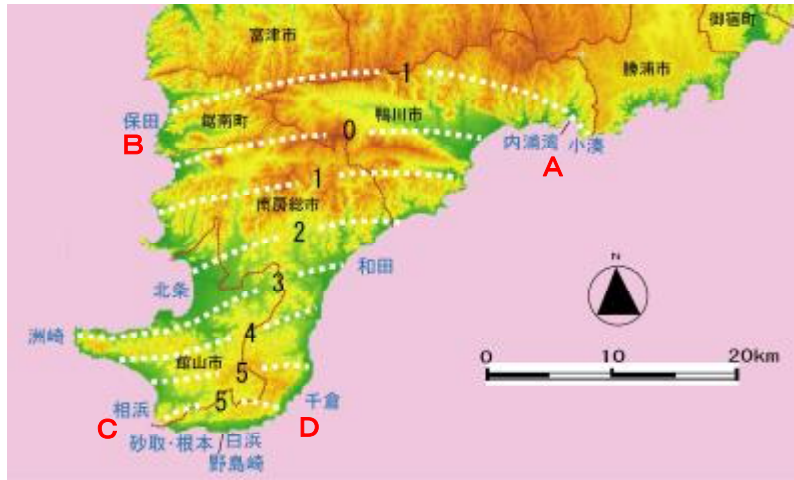 御宿町
富津市
勝浦市
-1
保田
鋸南町
鴨川市
B
0
内浦湾 小湊
A
1
南房総市
2
N
和田
北条
3
洲崎
4
館山市
0 10 20km
5
相浜
5
千倉
C
D
砂取・根本
白浜
野島崎